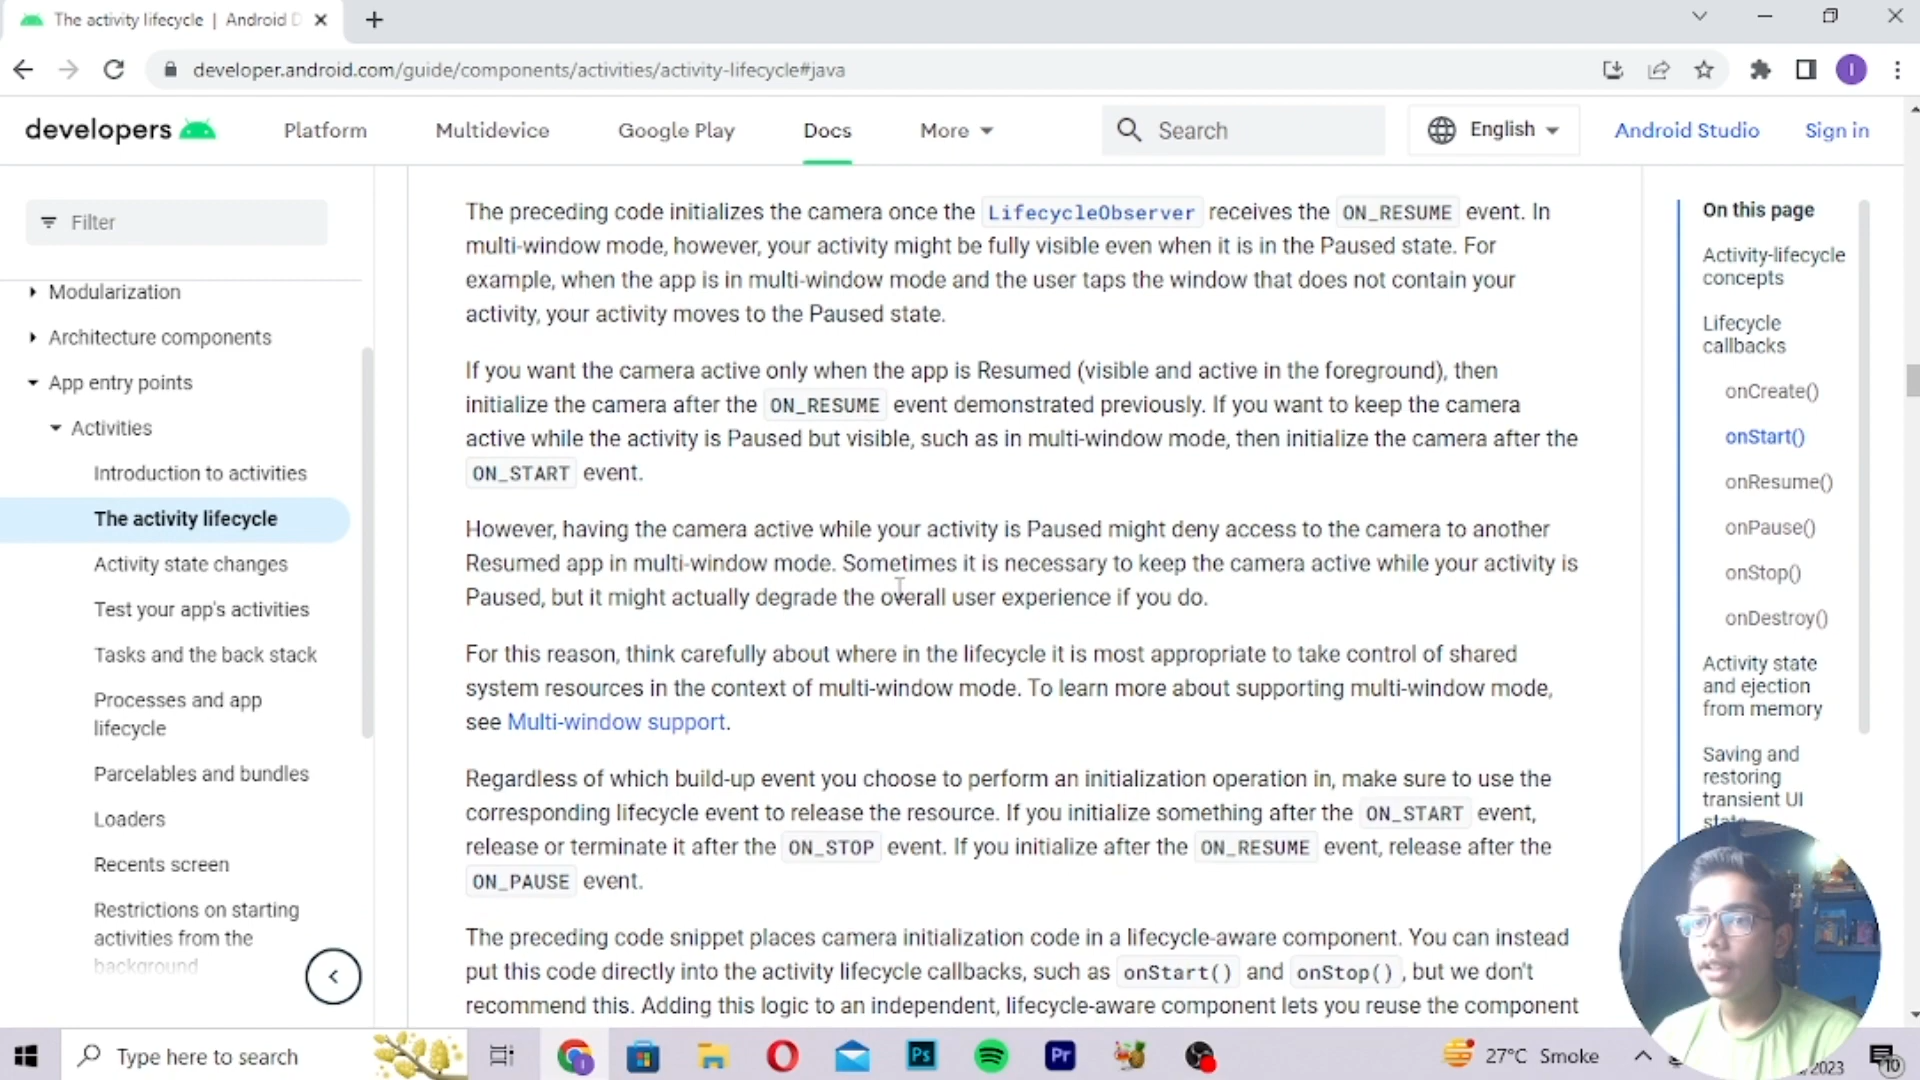 The activity lifecycle | Android D
developer.android.com/guide/components/activities/activity-lifecycle#java
I
developers
Platform
Multidevice
Google Play
Docs
More
Search
English
Android Studio
Sign in
Filter
Modularization
Architecture components
App entry points
Activities
Introduction to activities
The activity lifecycle
Activity state changes
Test your app's activities
Tasks and the back stack
Processes and app
lifecycle
Parcelables and bundles
Loaders
Recents screen
Restrictions on starting
activities from the
background
The preceding code initializes the camera once the LifecycleObserver receives the ON_RESUME event. In
multi-window mode, however, your activity might be fully visible even when it is in the Paused state. For
example, when the app is in multi-window mode and the user taps the window that does not contain your
activity, your activity moves to the Paused state.
If you want the camera active only when the app is Resumed (visible and active in the foreground), then
initialize the camera after the ON_RESUME event demonstrated previously. If you want to keep the camera
active while the activity is Paused but visible, such as in multi-window mode, then initialize the camera after the
ON_START event.
However, having the camera active while your activity is Paused might deny access to the camera to another
Resumed app in multi-window mode. Sometimes it is necessary to keep the camera active while your activity is
Paused, but it might actually degrade the overall user experience if you do.
For this reason, think carefully about where in the lifecycle it is most appropriate to take control of shared
system resources in the context of multi-window mode. To learn more about supporting multi-window mode,
see Multi-window support.
Regardless of which build-up event you choose to perform an initialization operation in, make sure to use the
corresponding lifecycle event to release the resource. If you initialize something after the ON_START event,
release or terminate it after the ON_STOP event. If you initialize after the ON_RESUME event, release after the
ON_PAUSE event.
The preceding code snippet places camera initialization code in a lifecycle-aware component. You can instead
put this code directly into the activity lifecycle callbacks, such as onStart() and onStop(), but we don't
recommend this. Adding this logic to an independent, lifecycle-aware component lets you reuse the component
On this page
Activity-lifecycle
concepts
Lifecycle
callbacks
onCreate()
onStart()
onResume()
onPause()
onStop()
onDestroy()
Activity state
and ejection
from memory
Saving and
restoring
transient UI
state
Type here to search
Ps
Pr
27°C Smoke
/2023
10